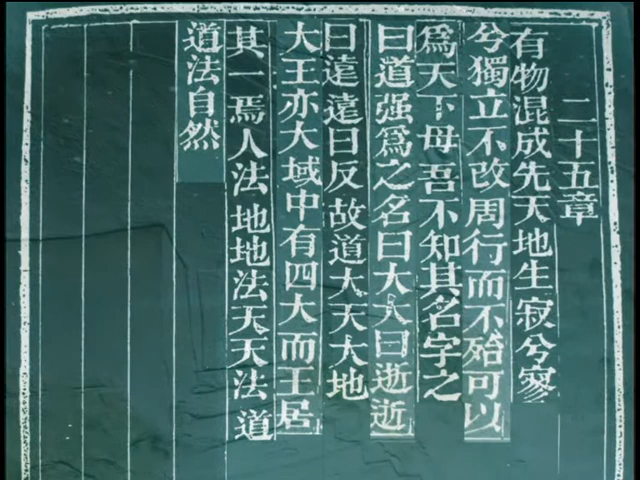 二十五章
有物混成先天地生寂兮寥
兮獨立不改周行而不殆可以
爲天下母吾不知其名字之
曰道强爲之名曰大大曰逝逝
曰遠遠曰反故道大天大地
大王亦大域中有四大而王居
其一焉人法地地法天天法道
道法自然